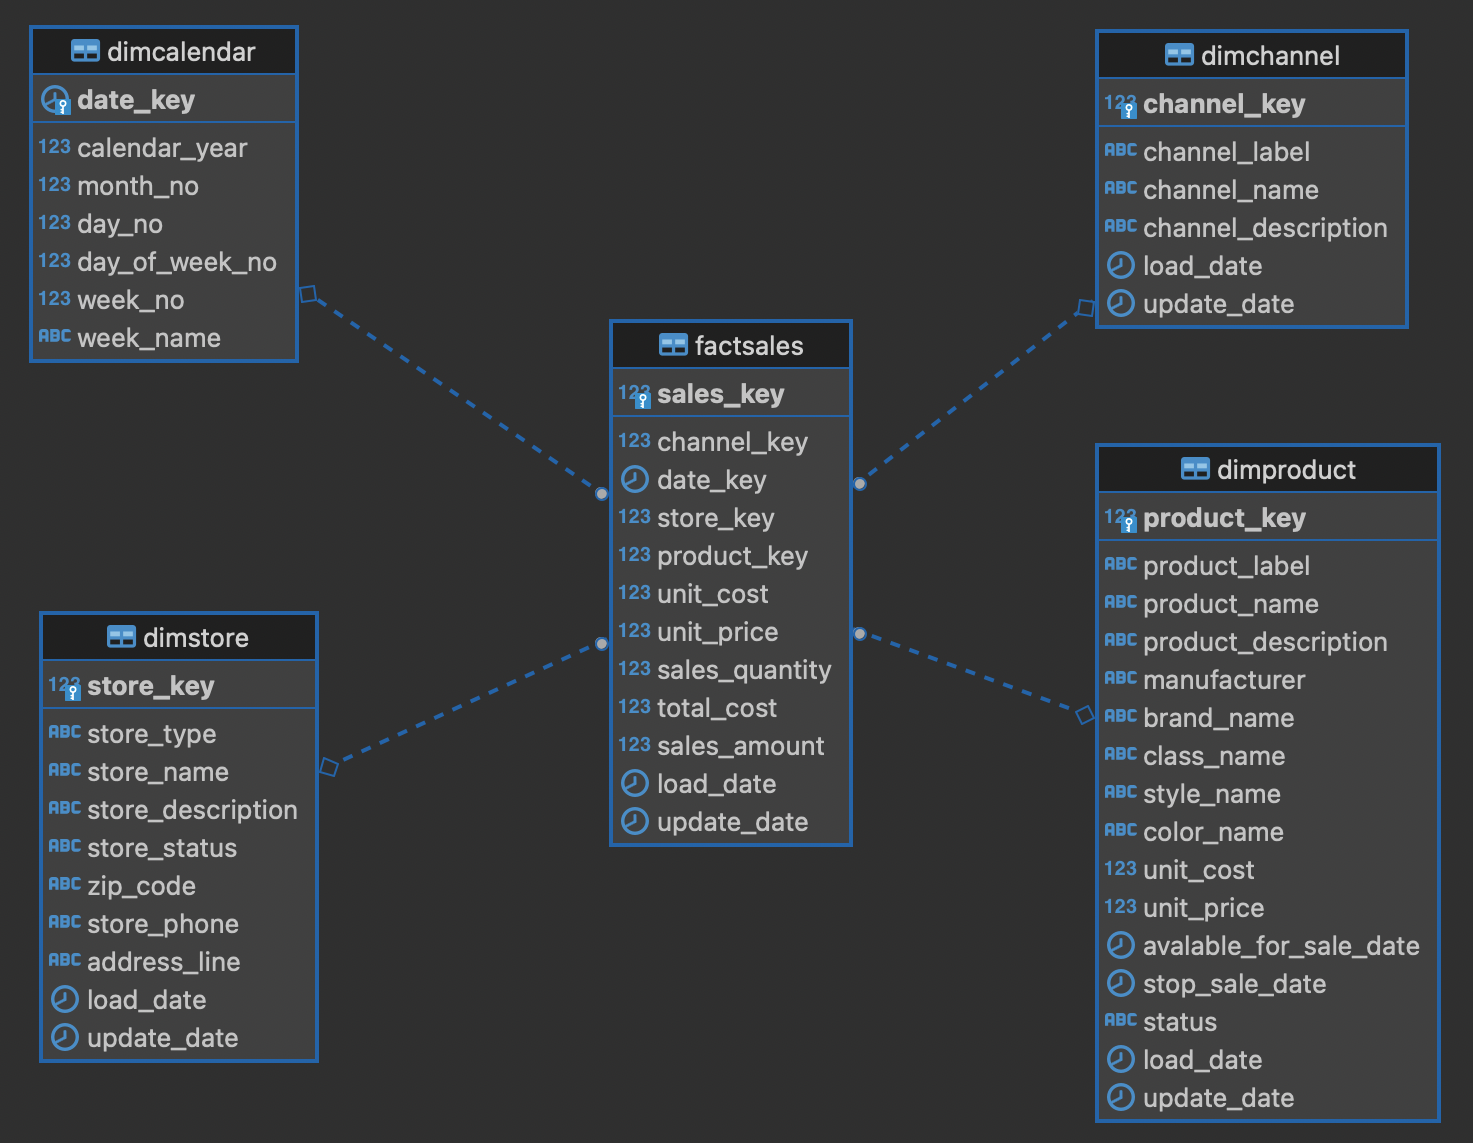 dimcalendar
date_key
123 calendar_year
123 month_no
123 day_no
123 day_of_week_no
123 week_no
ABC week_name
dimchannel
123 channel_key
ABC channel_label
ABC channel_name
ABC channel_description
load_date
update_date
factsales
123 sales_key
123 channel_key
date_key
123 store_key
123 product_key
123 unit_cost
123 unit_price
123 sales_quantity
123 total_cost
123 sales_amount
load_date
update_date
dimproduct
123 product_key
ABC product_label
ABC product_name
ABC product_description
ABC manufacturer
ABC brand_name
ABC class_name
ABC style_name
ABC color_name
123 unit_cost
123 unit_price
avalable_for_sale_date
stop_sale_date
ABC status
load_date
update_date
dimstore
123 store_key
ABC store_type
ABC store_name
ABC store_description
ABC store_status
ABC zip_code
ABC store_phone
ABC address_line
load_date
update_date